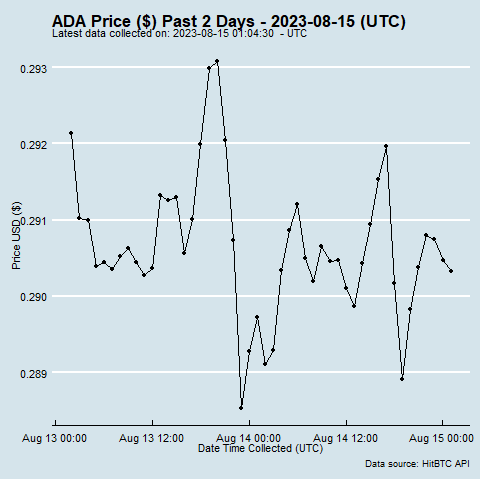 ADA Price ($) Past 2 Days - 2023-08-15 (UTC)
Latest data collected on: 2023-08-15 01:04:30 - UTC
0.293
0.292
0.291
0.290
0.289
Price USD ($)
Aug 13 00:00 Aug 13 12:00 Aug 14 00:00 Aug 14 12:00 Aug 15 00:00
Date Time Collected (UTC)
Data source: HitBTC API